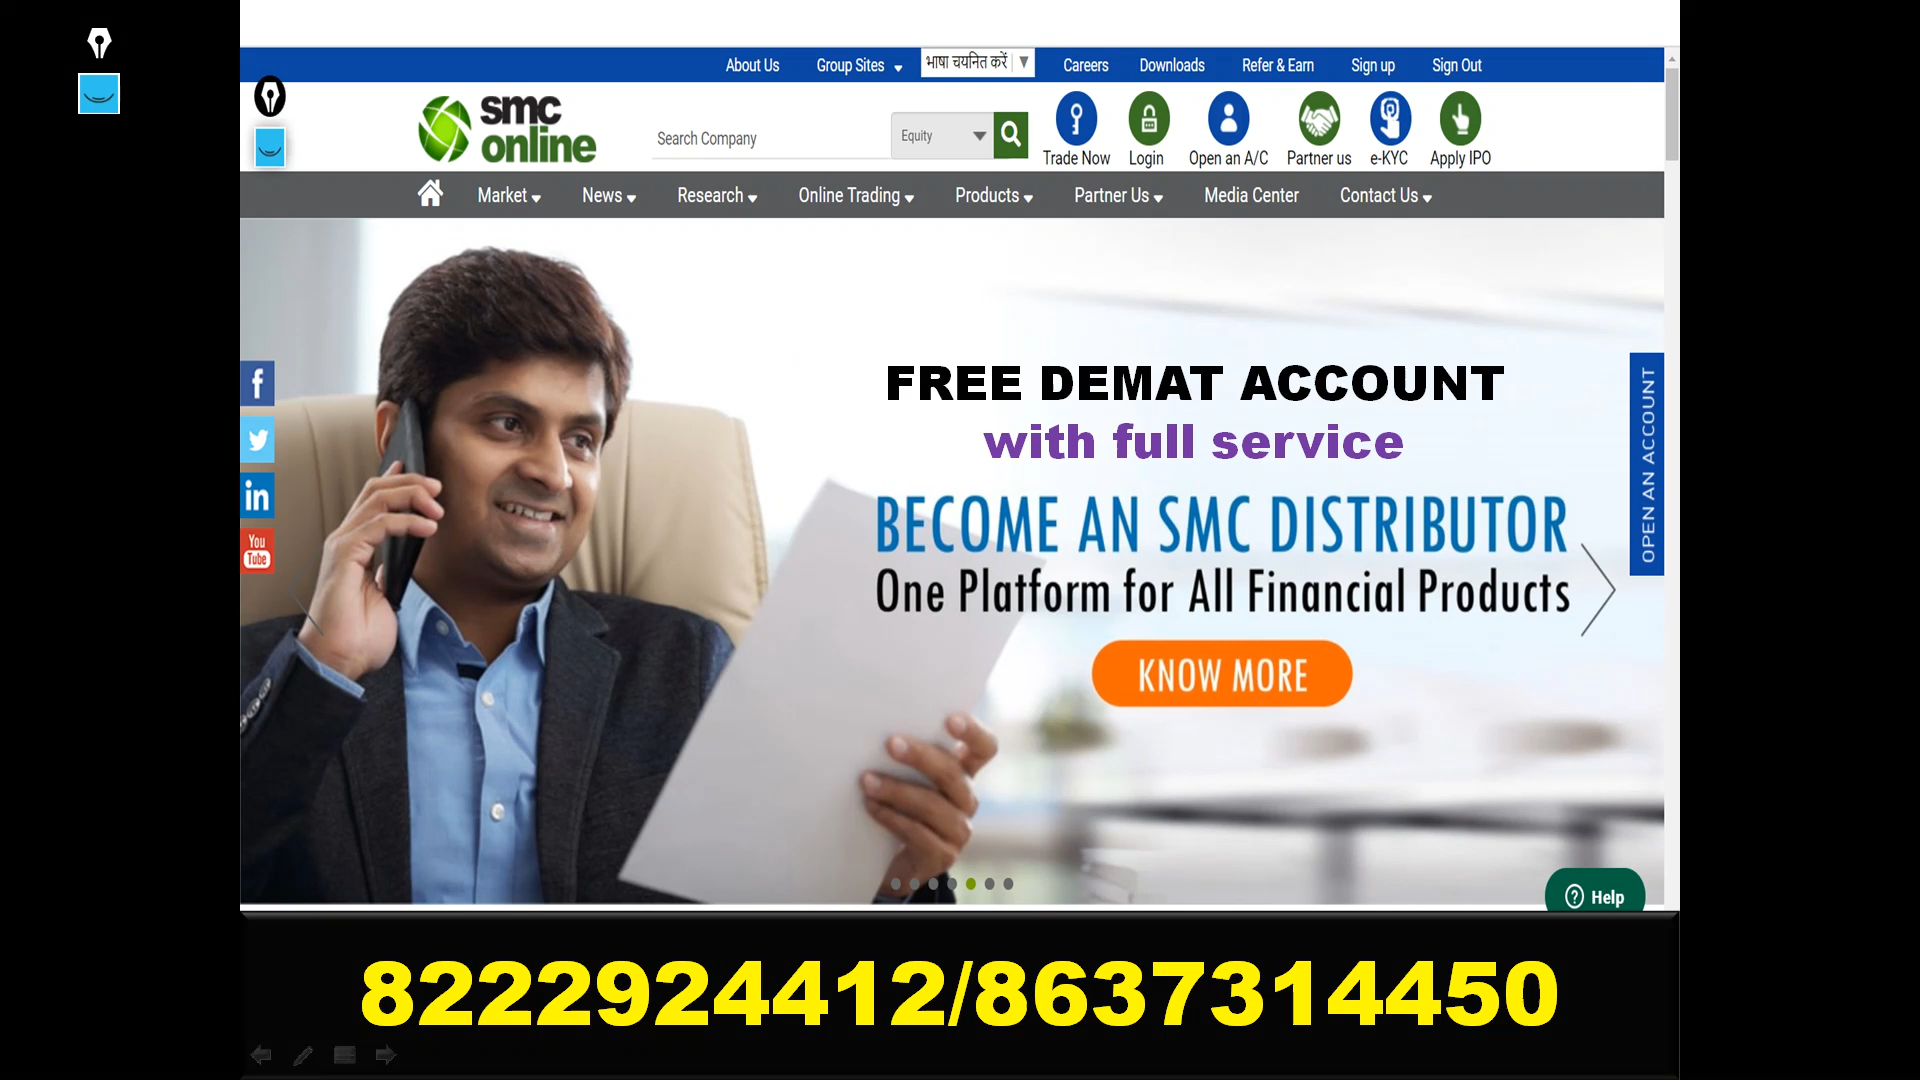 About Us Group Sites भाषा चयनित करें Careers Downloads Refer & Earn Sign up Sign Out
smc
online
Search Company
Equity
Trade Now Login Open an A/C Partner us e-KYC Apply IPO
Market News Research Online Trading Products Partner Us Media Center Contact Us
FREE DEMAT ACCOUNT
with full service
BECOME AN SMC DISTRIBUTOR
One Platform for All Financial Products
KNOW MORE
OPEN AN ACCOUNT
f
in
You
Tube
Help
8222924412/8637314450